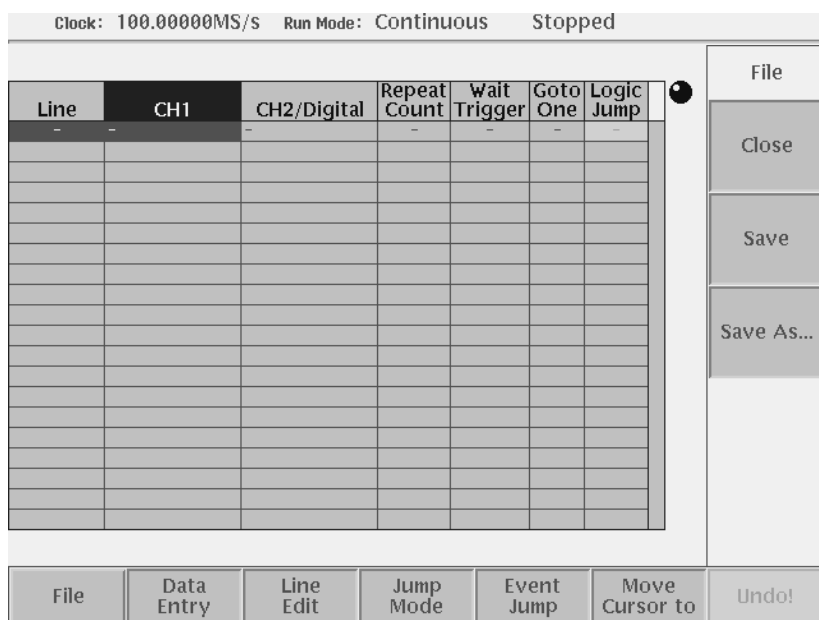 Clock: 100.00000MS/s Run Mode: Continuous Stopped
File
Line CH1 CH2/Digital Repeat Count Wait Trigger Goto One Logic Jump
- - - - - - -
Close
Save
Save As...
File Data Entry Line Edit Jump Mode Event Jump Move Cursor to Undo!